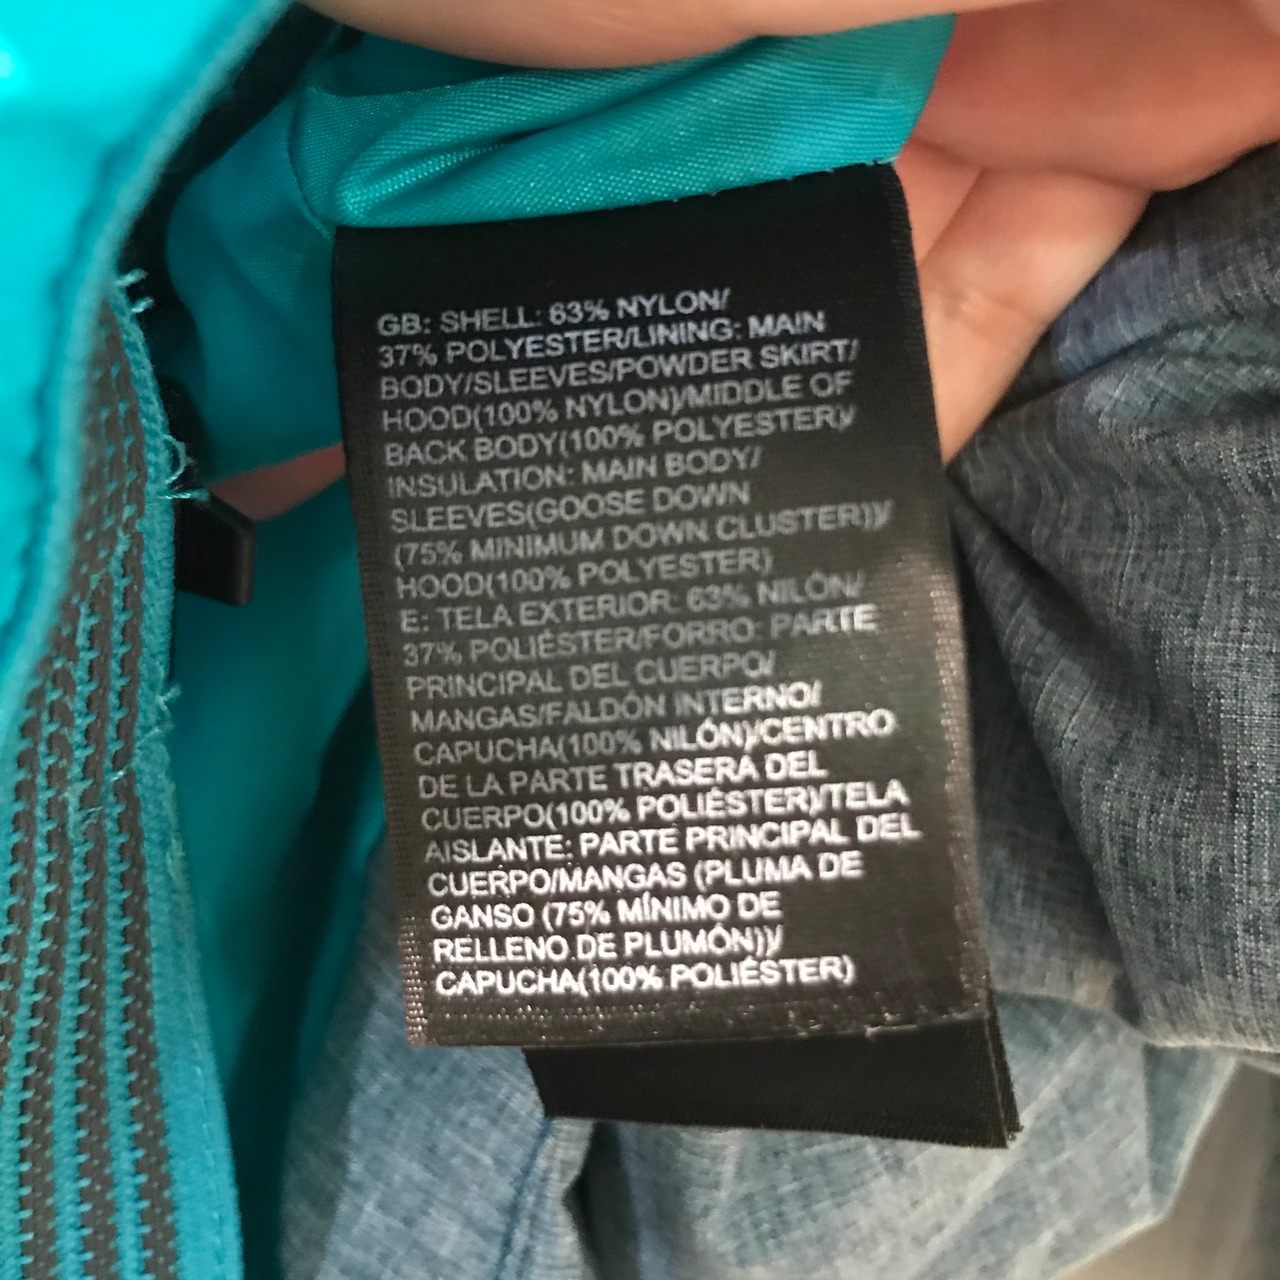 GB: SHELL: 63% NYLON/
37% POLYESTER/LINING: MAIN
BODY/SLEEVES/POWDER SKIRT/
HOOD(100% NYLON)/MIDDLE OF
BACK BODY(100% POLYESTER)/
INSULATION: MAIN BODY/
SLEEVES(GOOSE DOWN
(75% MINIMUM DOWN CLUSTER))/
HOOD(100% POLYESTER)
E: TELA EXTERIOR: 63% NILÓN/
37% POLIÉSTER/FORRO: PARTE
PRINCIPAL DEL CUERPO/
MANGAS/FALDÓN INTERNO/
CAPUCHA(100% NILÓN)/CENTRO
DE LA PARTE TRASERA DEL
CUERPO(100% POLIÉSTER)/TELA
AISLANTE: PARTE PRINCIPAL DEL
CUERPO/MANGAS (PLUMA DE
GANSO (75% MÍNIMO DE
RELLENO DE PLUMÓN))/
CAPUCHA(100% POLIÉSTER)